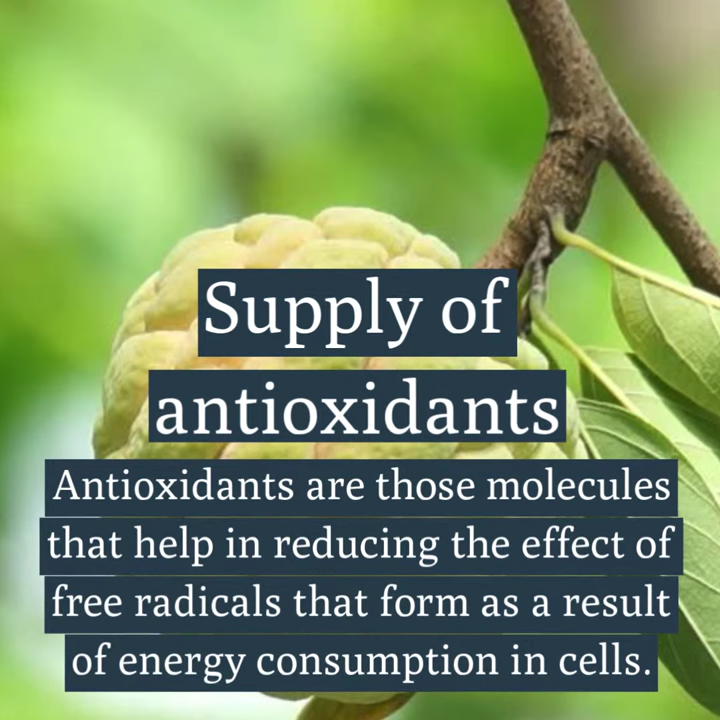 Supply of
antioxidants
Antioxidants are those molecules
that help in reducing the effect of
free radicals that form as a result
of energy consumption in cells.